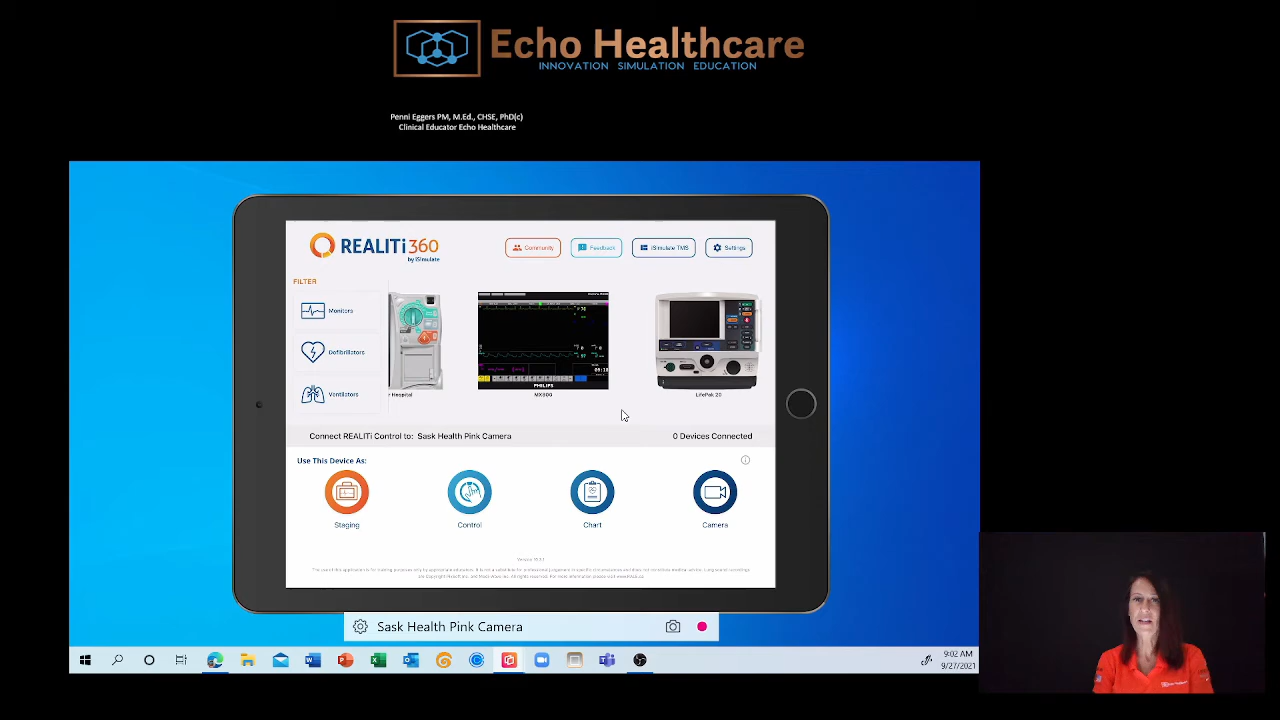 Echo Healthcare
INNOVATION SIMULATION EDUCATION
Penni Eggers PM, M.Ed., CHSE, PhD(c)
Clinical Educator Echo Healthcare
REALITi 360
by iSimulate
Community
Feedback
iSimulate TMS
Settings
FILTER
Monitors
Defibrillators
Ventilators
r Hospital
PHILIPS
MX800
LifePak 20
Connect REALITi Control to: Sask Health Pink Camera
0 Devices Connected
Use This Device As:
Staging
Control
Chart
Camera
Sask Health Pink Camera
9:02 AM
9/27/2021